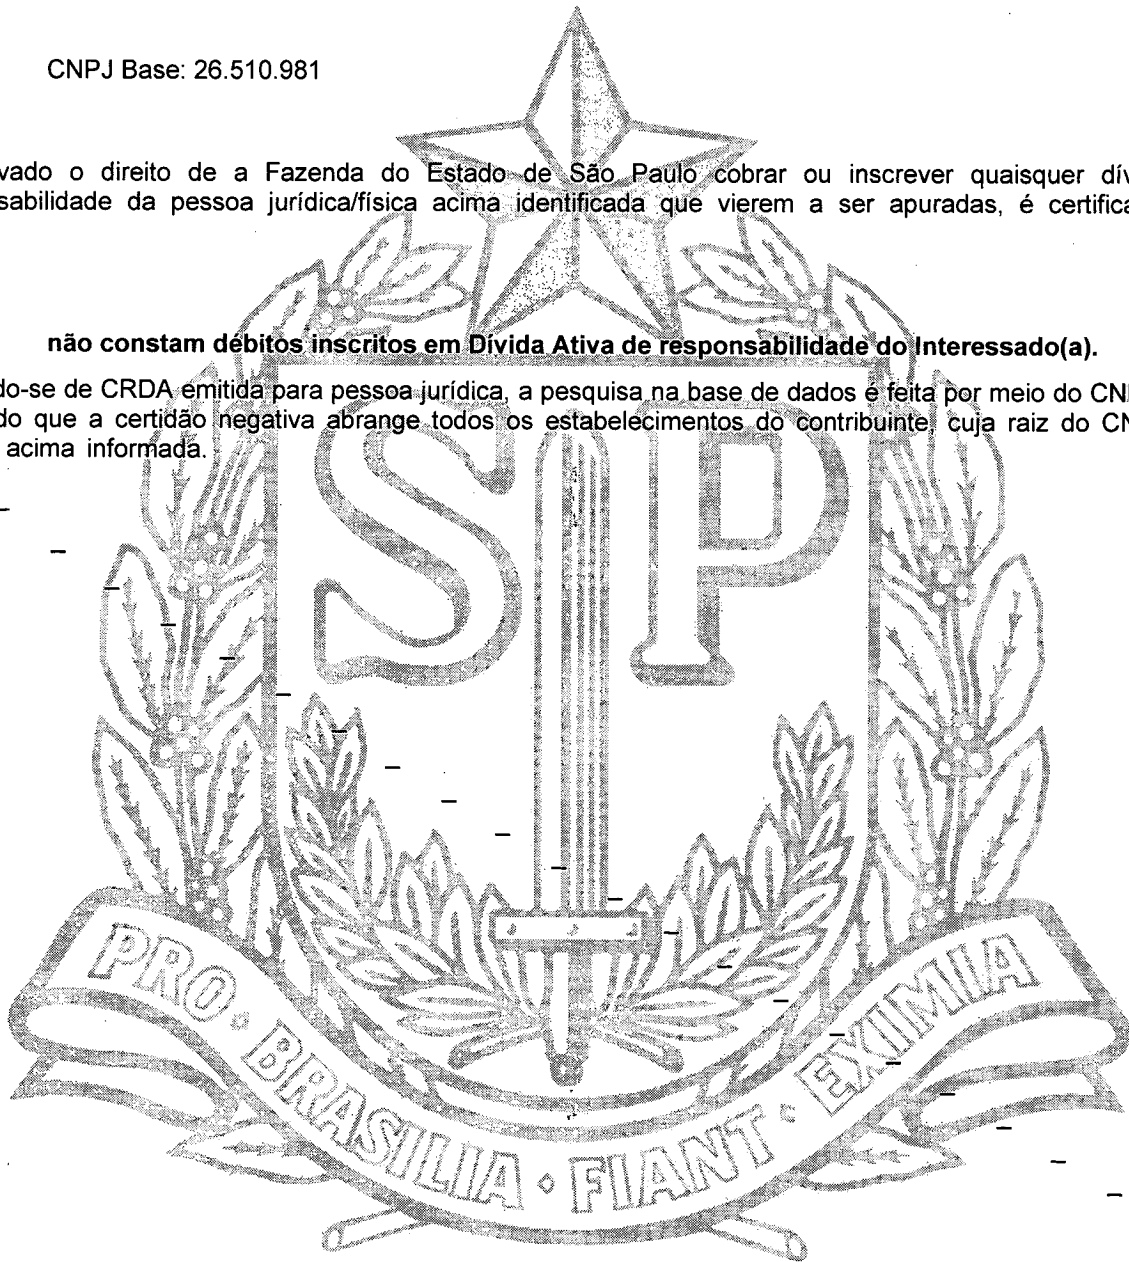 CNPJ Base: 26.510.981
vado o direito de a Fazenda do Estado de São Paulo cobrar ou inscrever quaisquer dív
sabilidade da pessoa jurídica/física acima identificada que vierem a ser apuradas, é certifica
não constam débitos inscritos em Dívida Ativa de responsabilidade do Interessado(a).
do-se de CRDA emitida para pessoa jurídica, a pesquisa na base de dados é feita por meio do CN
do que a certidão negativa abrange todos os estabelecimentos do contribuinte, cuja raiz do CN
acima informada.
SP
PRO · BRASILIA · FIANT · EXIMIA